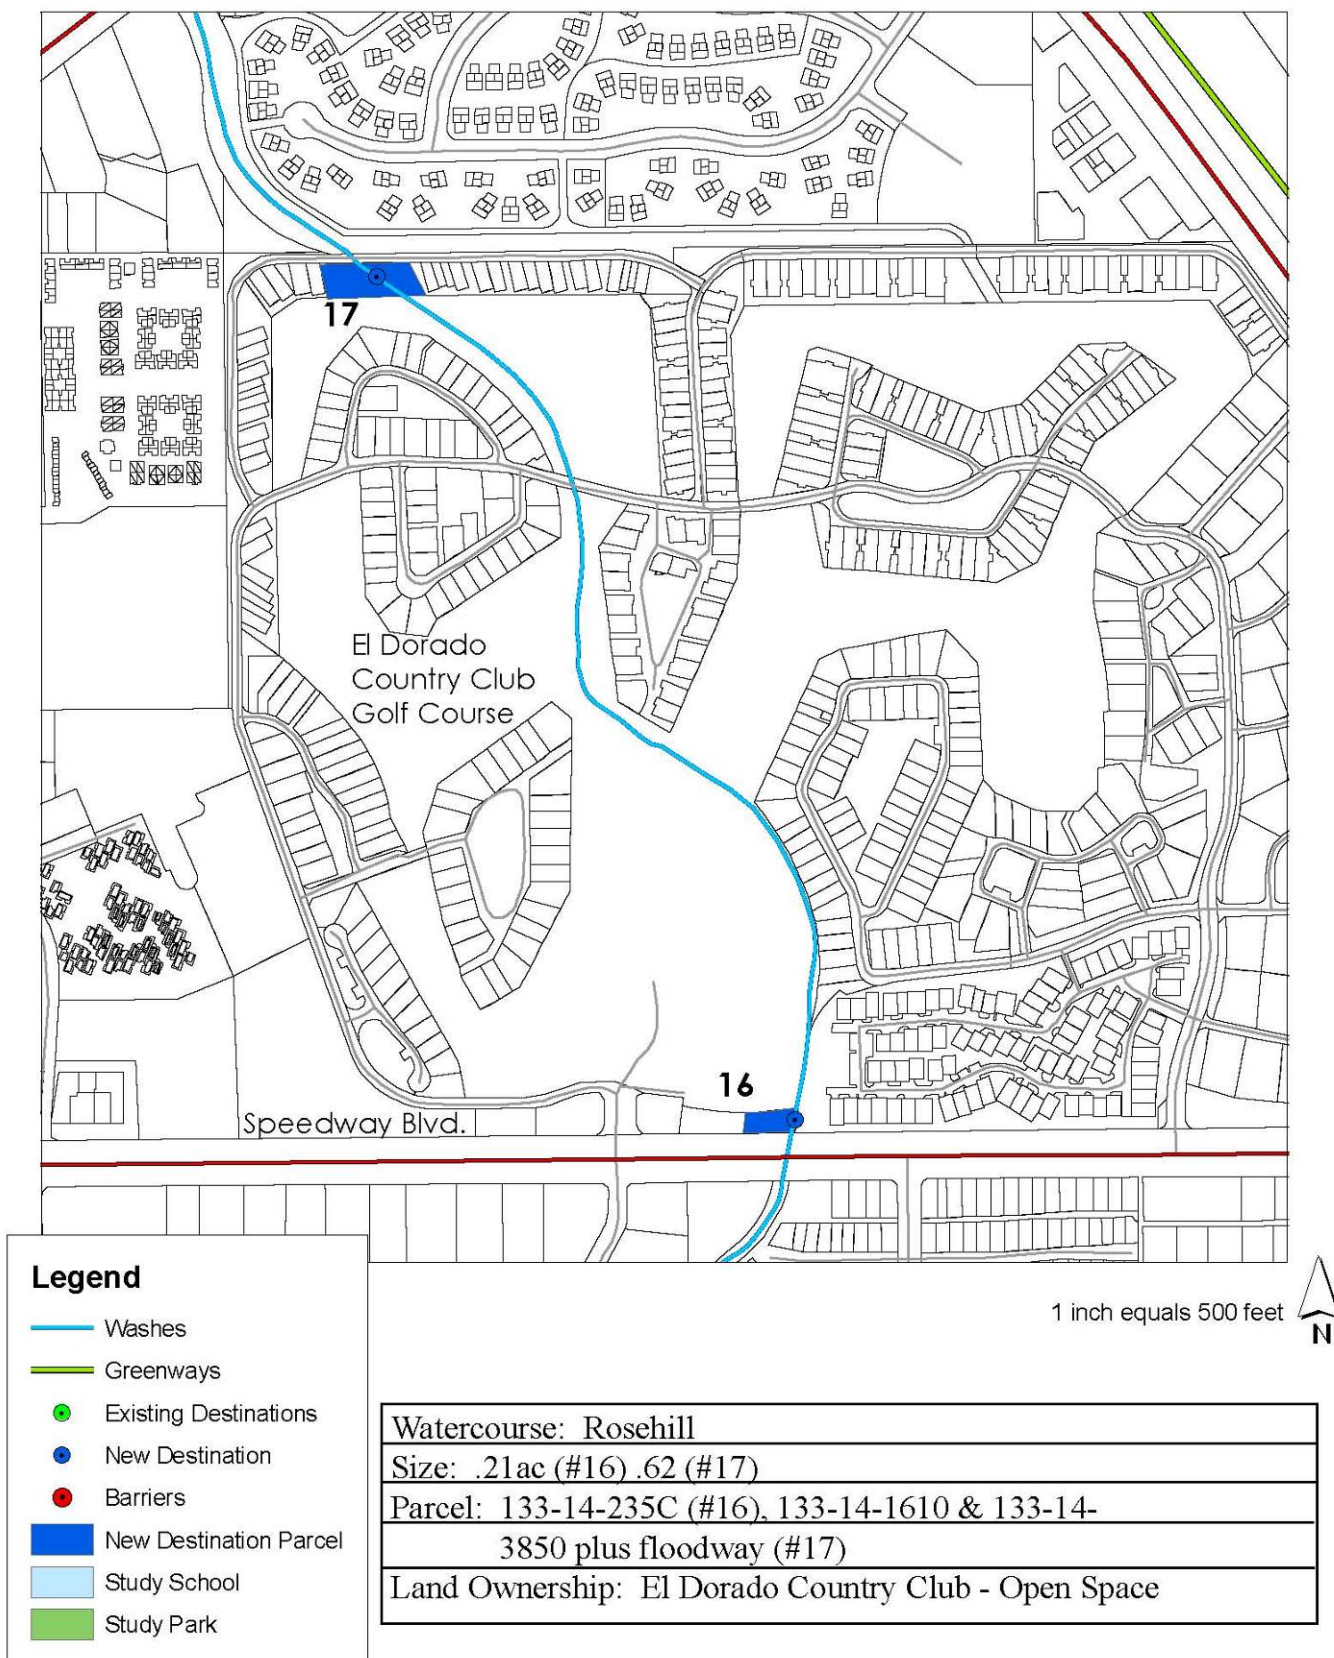 17
El Dorado
Country Club
Golf Course
16
Speedway Blvd.
Legend
Washes
Greenways
Existing Destinations
New Destination
Barriers
New Destination Parcel
Study School
Study Park
1 inch equals 500 feet
N
Watercourse: Rosehill
Size: .21ac (#16) .62 (#17)
Parcel: 133-14-235C (#16), 133-14-1610 & 133-14-
3850 plus floodway (#17)
Land Ownership: El Dorado Country Club - Open Space